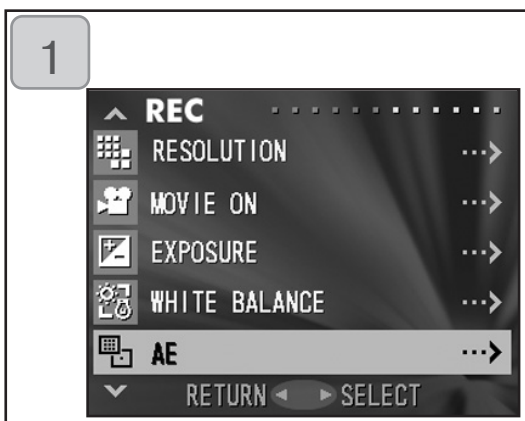 1
REC
RESOLUTION
MOVIE ON
EXPOSURE
WHITE BALANCE
AE
RETURN SELECT